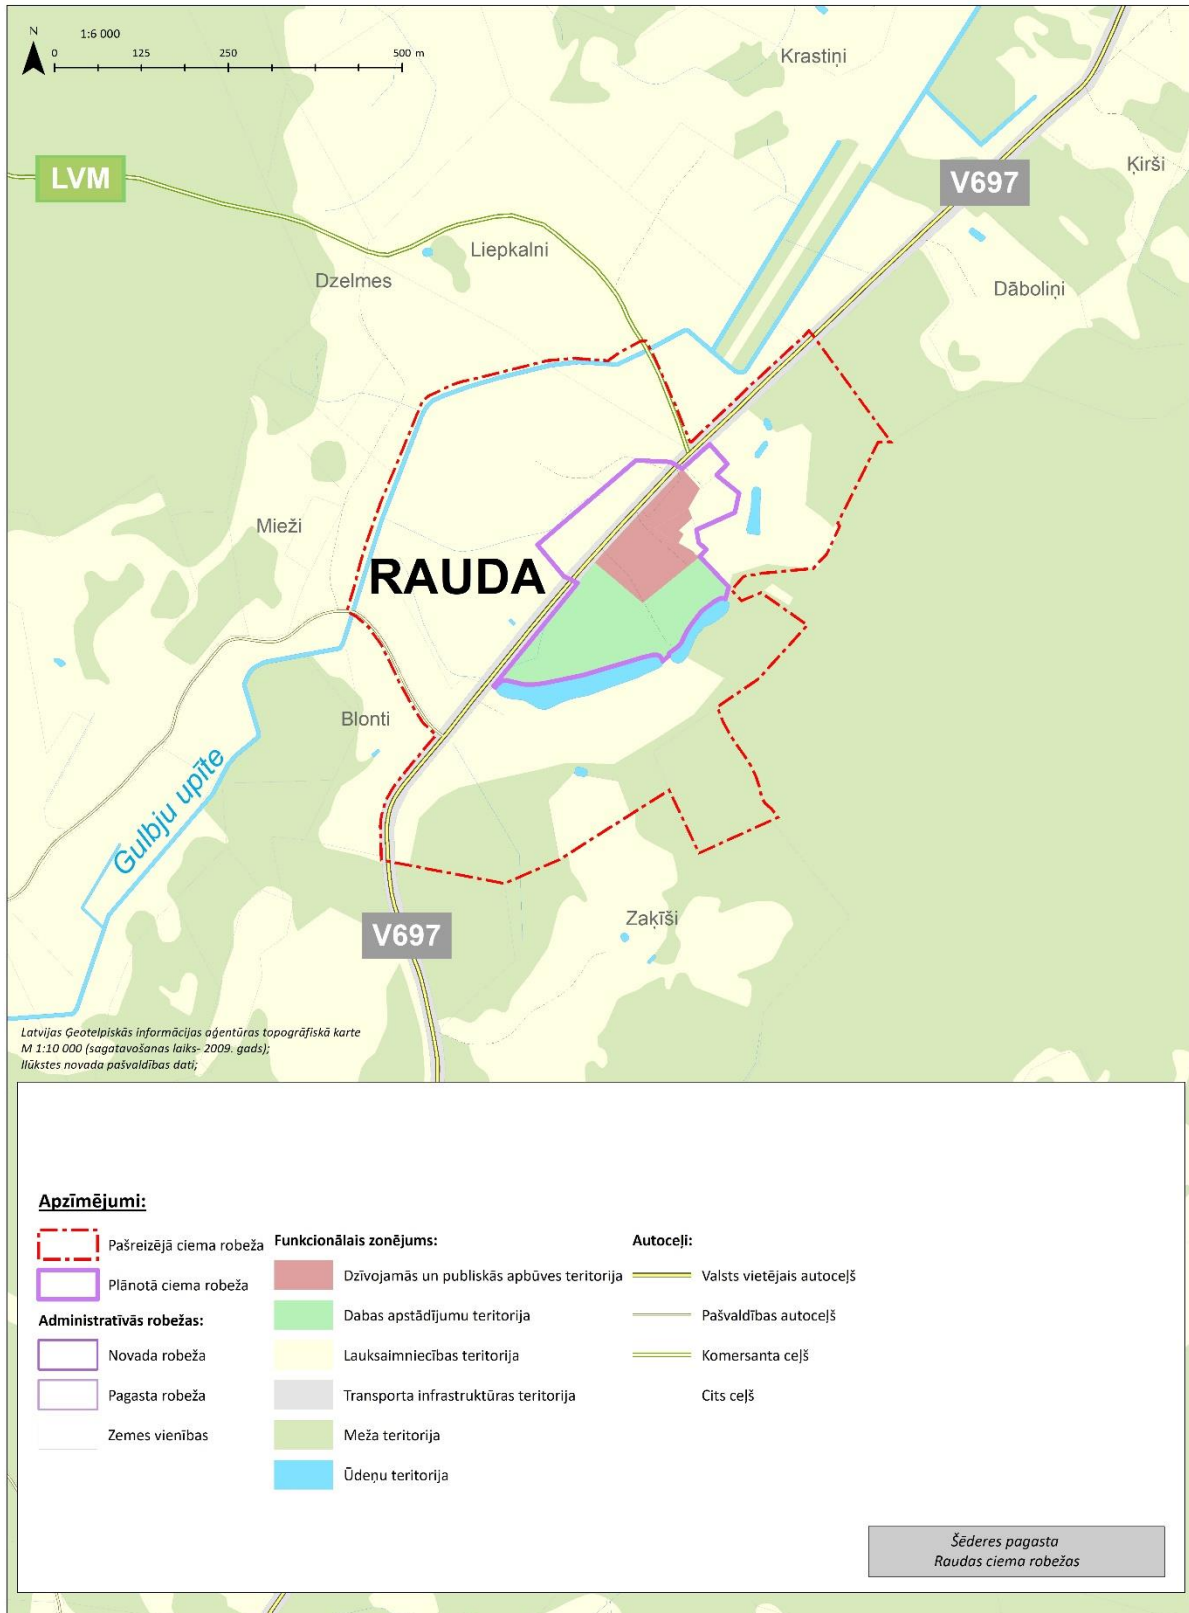 N
1:6 000
0 125 250 500 m
Krastiņi
LVM
V697
Ķirši
Liepkalni
Dzelmes
Dāboliņi
Mieži
RAUDA
Blonti
Gulbju upīte
Zaķīši
V697
Latvijas Ģeotelpiskās informācijas aģentūras topogrāfiskā karte
M 1:10 000 (sagatavošanas laiks- 2009. gads);
Ilūkstes novada pašvaldības dati;
Apzīmējumi:
Pašreizējā ciema robeža
Plānotā ciema robeža
Administratīvās robežas:
Novada robeža
Pagasta robeža
Zemes vienības
Funkcionālais zonējums:
Dzīvojamās un publiskās apbūves teritorija
Dabas apstādījumu teritorija
Lauksaimniecības teritorija
Transporta infrastruktūras teritorija
Meža teritorija
Ūdeņu teritorija
Autoceļi:
Valsts vietējais autoceļš
Pašvaldības autoceļš
Komersanta ceļš
Cits ceļš
Šēderes pagasta
Raudas ciema robežas